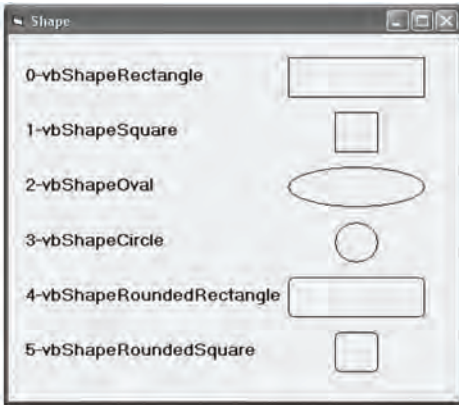 Shape
0-vbShapeRectangle
1-vbShapeSquare
2-vbShapeOval
3-vbShapeCircle
4-vbShapeRoundedRectangle
5-vbShapeRoundedSquare